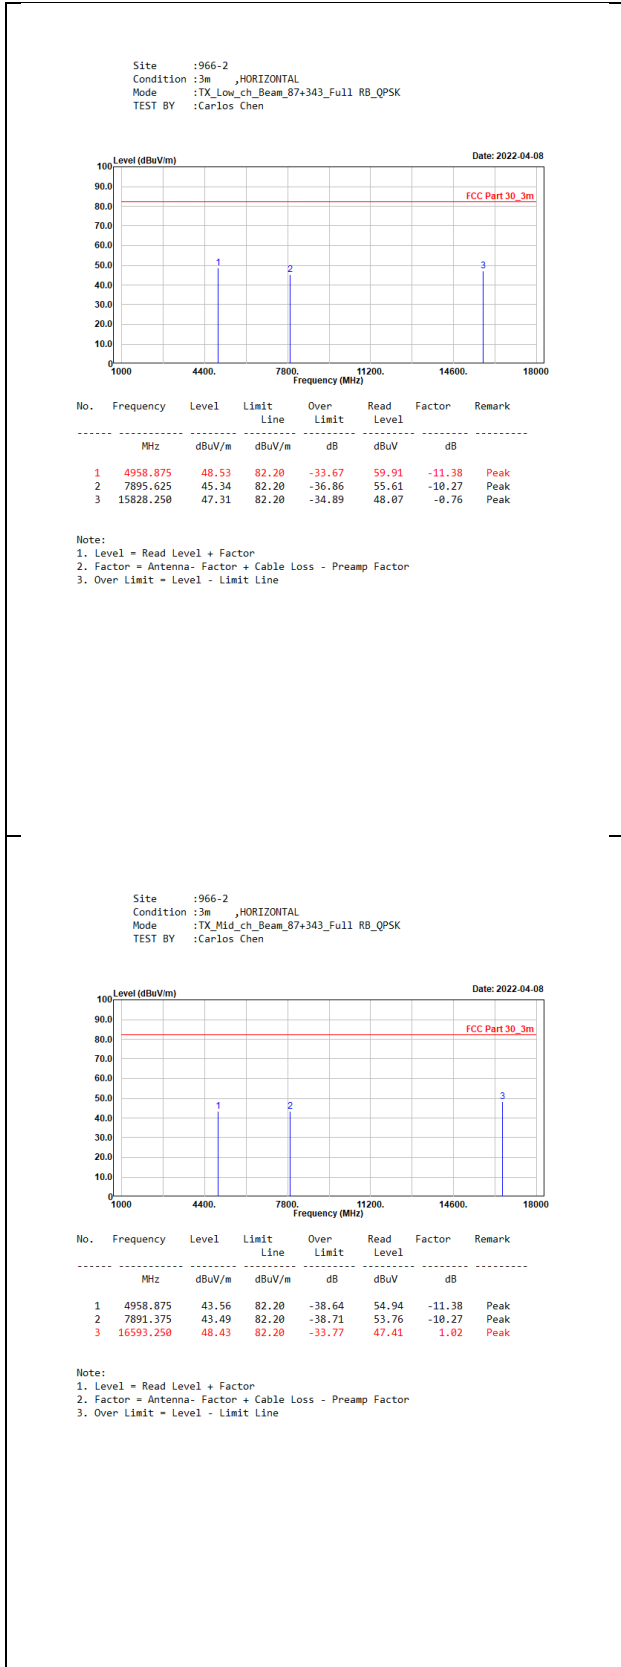 Site      :966-2
Condition :3m    ,HORIZONTAL
Mode      :TX_Low_ch_Beam_87+343_Full RB_QPSK
TEST BY   :Carlos Chen
Level (dBuV/m)    Date: 2022-04-08
100
90.0
FCC Part 30_3m
80.0
70.0
60.0
50.0
1 2 3
40.0
30.0
20.0
10.0
0
1000 4400. 7800. 11200. 14600. 18000
Frequency (MHz)
No. Frequency Level Limit Over Read Factor Remark
Line Limit Level
------ ----------- -------- --------- --------- --------- -------- ---------
MHz dBuV/m dBuV/m dB dBuV dB
1 4958.875 48.53 82.20 -33.67 59.91 -11.38 Peak
2 7895.625 45.34 82.20 -36.86 55.61 -10.27 Peak
3 15828.250 47.31 82.20 -34.89 48.07 -0.76 Peak
Note:
1. Level = Read Level + Factor
2. Factor = Antenna- Factor + Cable Loss - Preamp Factor
3. Over Limit = Level - Limit Line
Site      :966-2
Condition :3m    ,HORIZONTAL
Mode      :TX_Mid_ch_Beam_87+343_Full RB_QPSK
TEST BY   :Carlos Chen
Level (dBuV/m)    Date: 2022-04-08
100
90.0
FCC Part 30_3m
80.0
70.0
60.0
50.0
1 2 3
40.0
30.0
20.0
10.0
0
1000 4400. 7800. 11200. 14600. 18000
Frequency (MHz)
No. Frequency Level Limit Over Read Factor Remark
Line Limit Level
------ ----------- -------- --------- --------- --------- -------- ---------
MHz dBuV/m dBuV/m dB dBuV dB
1 4958.875 43.56 82.20 -38.64 54.94 -11.38 Peak
2 7891.375 43.49 82.20 -38.71 53.76 -10.27 Peak
3 16593.250 48.43 82.20 -33.77 47.41 1.02 Peak
Note:
1. Level = Read Level + Factor
2. Factor = Antenna- Factor + Cable Loss - Preamp Factor
3. Over Limit = Level - Limit Line